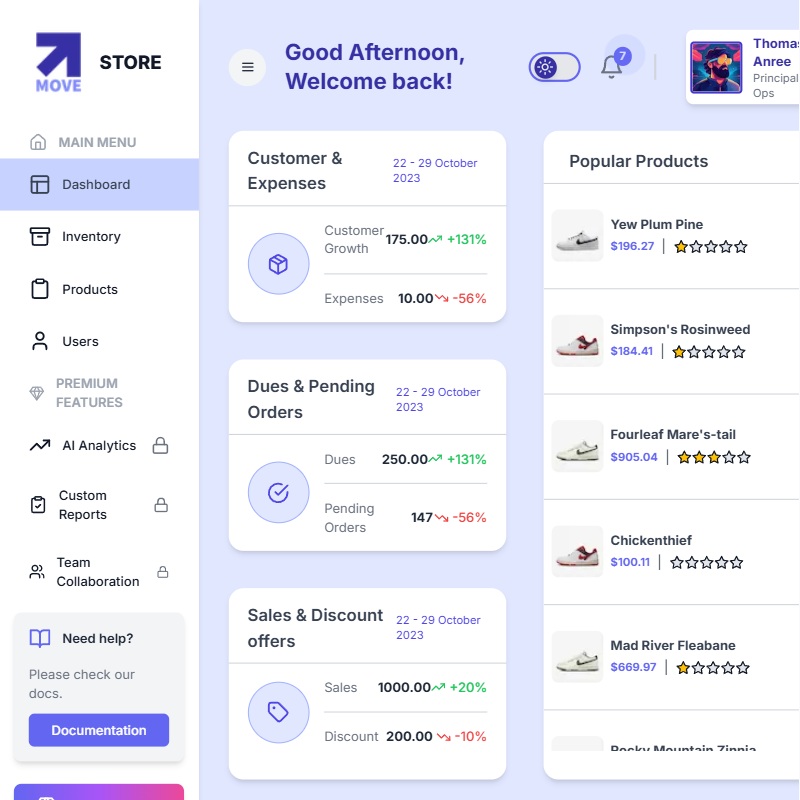 MOVE
STORE
MAIN MENU
Dashboard
Inventory
Products
Users
PREMIUM
FEATURES
AI Analytics
Custom
Reports
Team
Collaboration
Need help?
Please check our
docs.
Documentation
Good Afternoon,
Welcome back!
7
Thomas
Anree
Principal
Ops
Customer &
Expenses
22 - 29 October
2023
Customer
Growth
175.00 +131%
Expenses 10.00 -56%
Dues & Pending
Orders
22 - 29 October
2023
Dues 250.00 +131%
Pending
Orders
147 -56%
Sales & Discount
offers
22 - 29 October
2023
Sales 1000.00 +20%
Discount 200.00 -10%
Popular Products
Yew Plum Pine
$196.27 |
Simpson's Rosinweed
$184.41 |
Fourleaf Mare's-tail
$905.04 |
Chickenthief
$100.11 |
Mad River Fleabane
$669.97 |
Rocky Mountain Zinnia